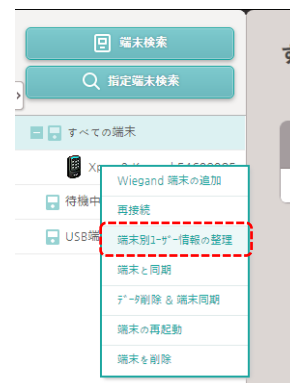 端末検索
指定端末検索
す
すべての端末
Wiegand 端末の追加
待機中
再接続
USB端
端末別ﾕｰｻﾞｰ情報の整理
端末と同期
ﾃﾞｰﾀ削除 & 端末同期
端末の再起動
端末を削除